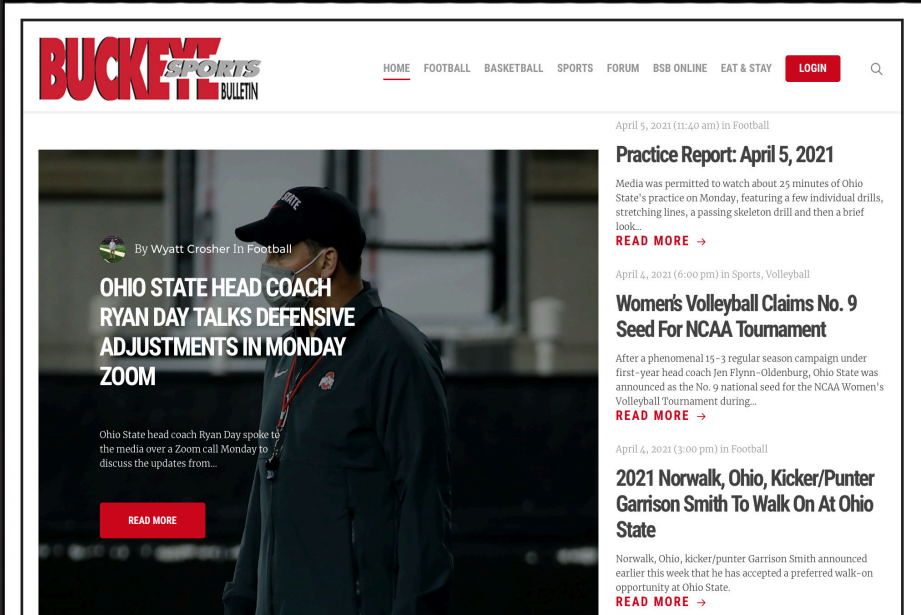 BUCKEYE
SPORTS
BULLETIN
HOME FOOTBALL BASKETBALL SPORTS FORUM BSB ONLINE EAT & STAY LOGIN
STATE
By Wyatt Crosher In Football
OHIO STATE HEAD COACH
RYAN DAY TALKS DEFENSIVE
ADJUSTMENTS IN MONDAY
ZOOM
Ohio State head coach Ryan Day spoke to
the media over a Zoom call Monday to
discuss the updates from...
READ MORE
April 5, 2021 (11:40 am) in Football
Practice Report: April 5, 2021
Media was permitted to watch about 25 minutes of Ohio
State's practice on Monday, featuring a few individual drills,
stretching lines, a passing skeleton drill and then a brief
look...
READ MORE →
April 4, 2021 (6:00 pm) in Sports, Volleyball
Women's Volleyball Claims No. 9
Seed For NCAA Tournament
After a phenomenal 15-3 regular season campaign under
first-year head coach Jen Flynn-Oldenburg, Ohio State was
announced as the No. 9 national seed for the NCAA Women's
Volleyball Tournament during...
READ MORE →
April 4, 2021 (3:00 pm) in Football
2021 Norwalk, Ohio, Kicker/Punter
Garrison Smith To Walk On At Ohio
State
Norwalk, Ohio, kicker/punter Garrison Smith announced
earlier this week that he has accepted a preferred walk-on
opportunity at Ohio State.
READ MORE →